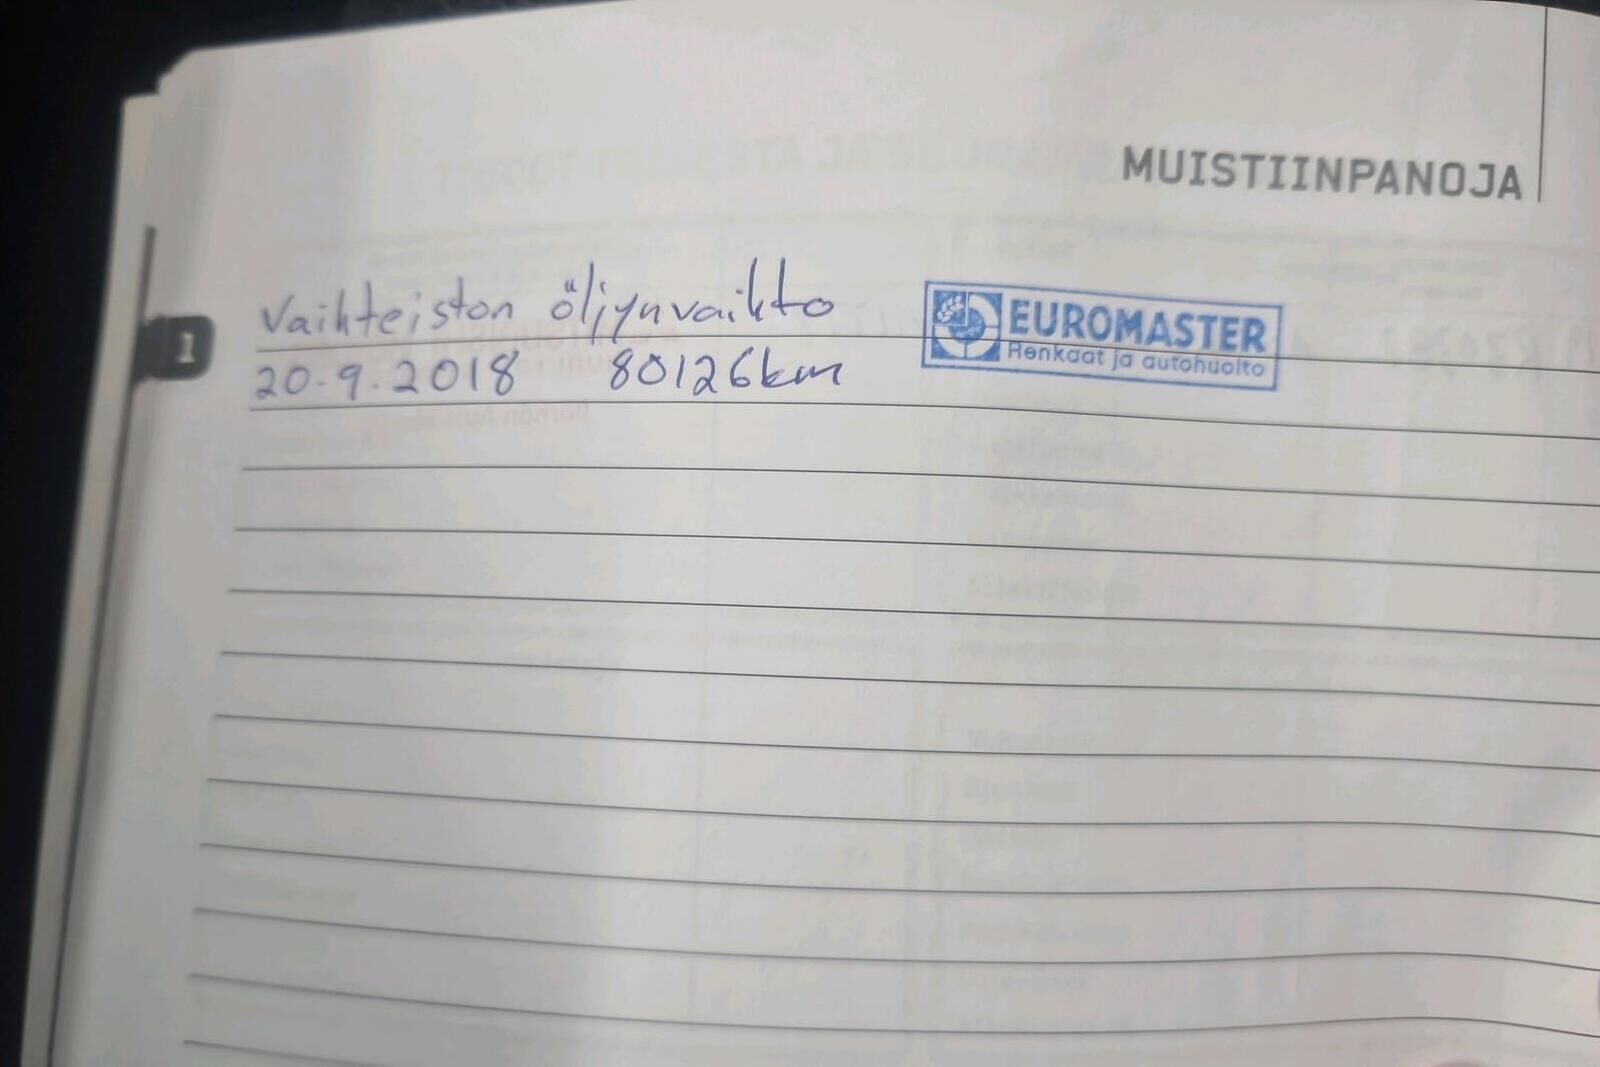 MUISTIINPANOJA
Vaihteiston öljynvaihto
20.9.2018 80126km
EUROMASTER
Renkaat ja autohuolto
1